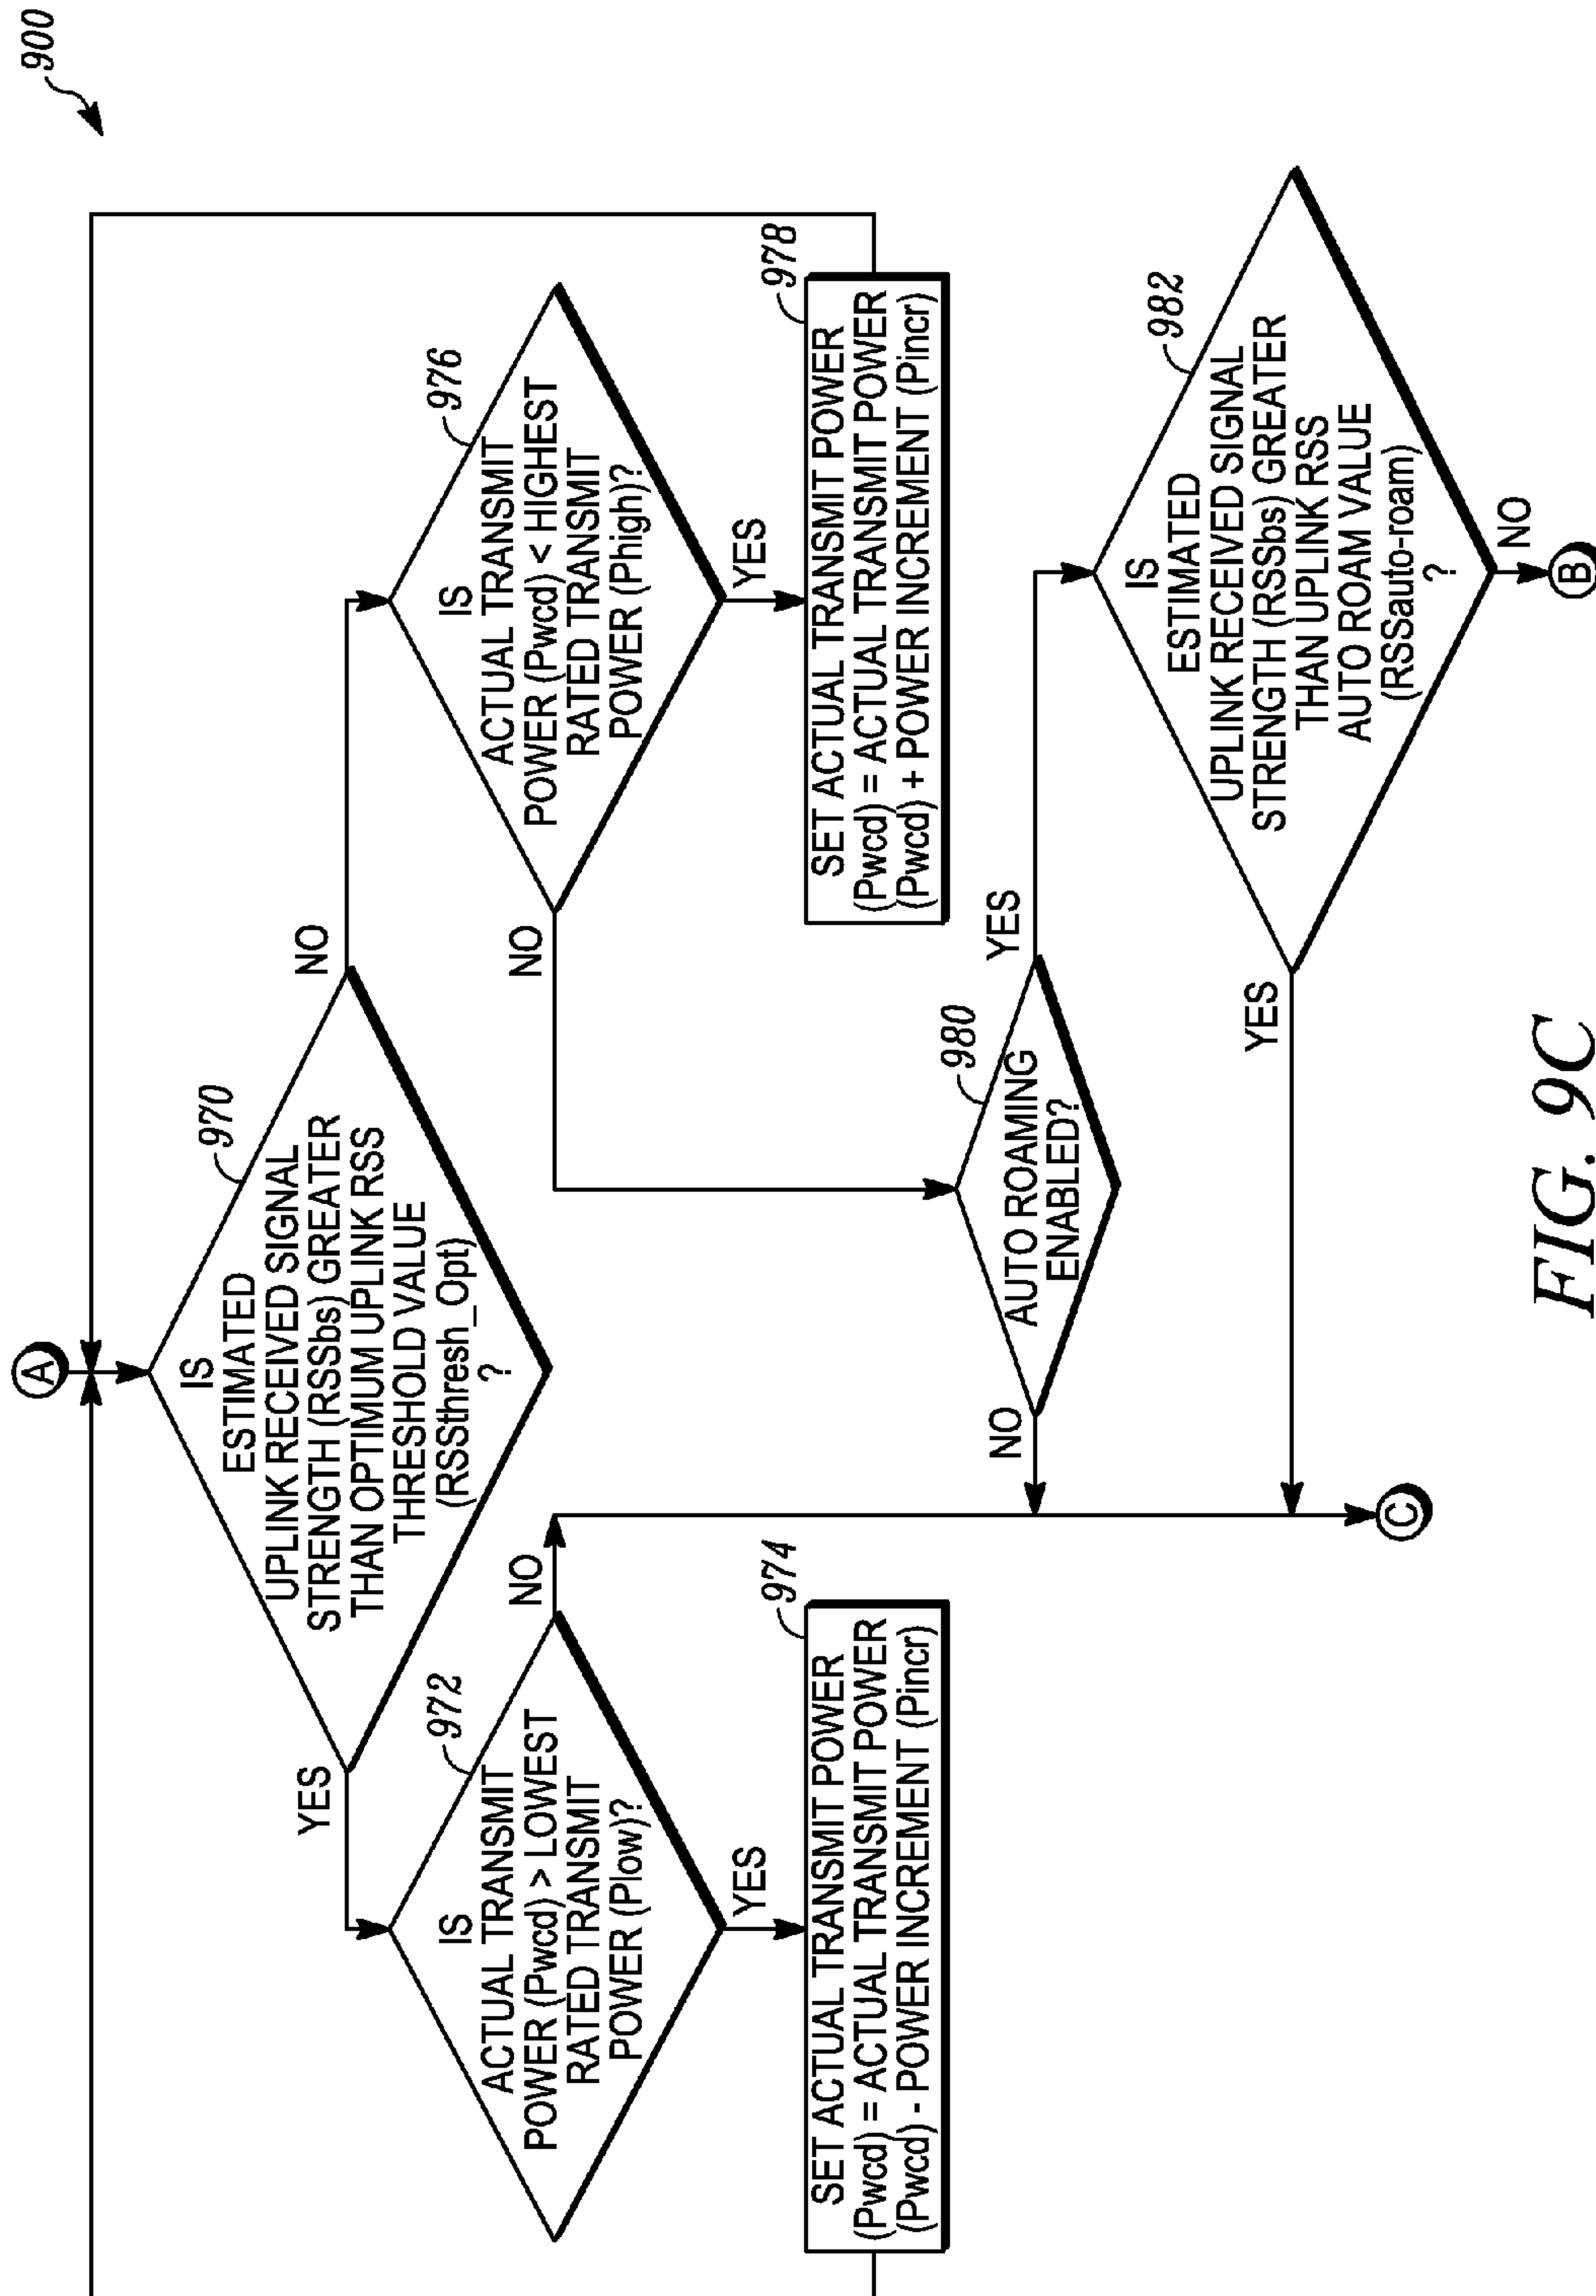 900
A
970
IS
ESTIMATED
UPLINK RECEIVED SIGNAL
STRENGTH (RSSbs) GREATER
THAN OPTIMUM UPLINK RSS
THRESHOLD VALUE
(RSSthresh_Opt)
?
YES
NO
972
IS
ACTUAL TRANSMIT
POWER (Pwcd) > LOWEST
RATED TRANSMIT
POWER (Plow)?
NO
YES
974
SET ACTUAL TRANSMIT POWER
(Pwcd) = ACTUAL TRANSMIT POWER
(Pwcd) - POWER INCREMENT (Pincr)
976
IS
ACTUAL TRANSMIT
POWER (Pwcd) < HIGHEST
RATED TRANSMIT
POWER (Phigh)?
NO
YES
978
SET ACTUAL TRANSMIT POWER
(Pwcd) = ACTUAL TRANSMIT POWER
(Pwcd) + POWER INCREMENT (Pincr)
980
AUTO ROAMING
ENABLED?
NO
YES
982
IS
ESTIMATED
UPLINK RECEIVED SIGNAL
STRENGTH (RSSbs) GREATER
THAN UPLINK RSS
AUTO ROAM VALUE
(RSSauto-roam)
?
YES
NO
C
B
FIG. 9C